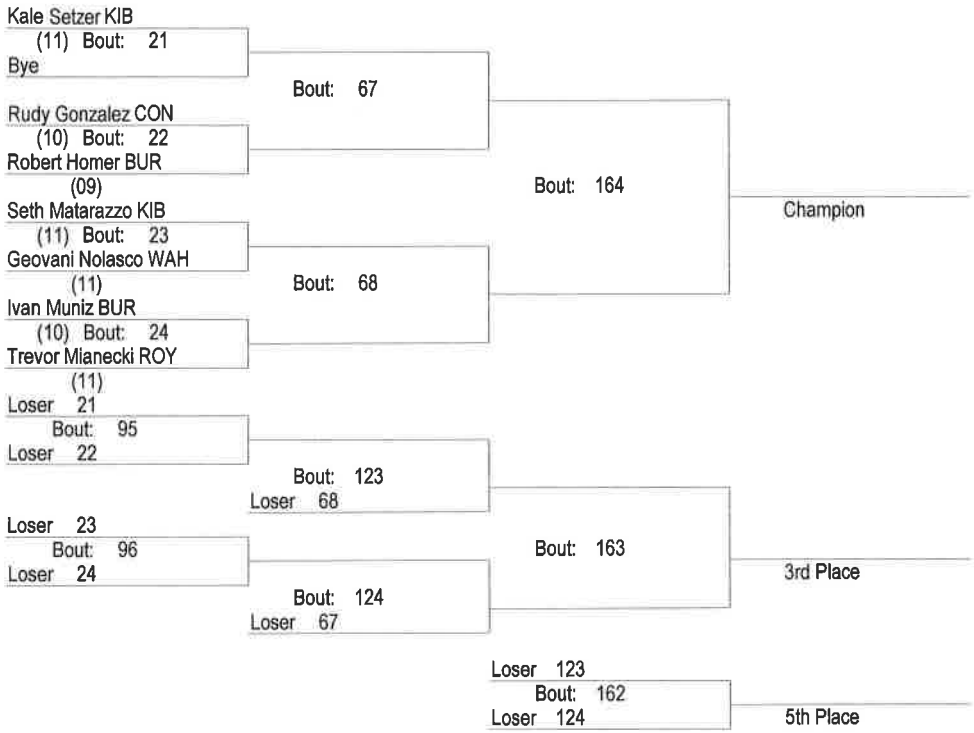 Kale Setzer KIB
(11) Bout: 21
Bye
Bout: 67
Rudy Gonzalez CON
(10) Bout: 22
Robert Homer BUR
(09)
Bout: 164
Champion
Seth Matarazzo KIB
(11) Bout: 23
Geovani Nolasco WAH
(11)
Bout: 68
Ivan Muniz BUR
(10) Bout: 24
Trevor Mianecki ROY
(11)
Loser 21
Bout: 95
Loser 22
Bout: 123
Loser 68
Loser 23
Bout: 96
Loser 24
Bout: 163
3rd Place
Bout: 124
Loser 67
Loser 123
Bout: 162
Loser 124
5th Place